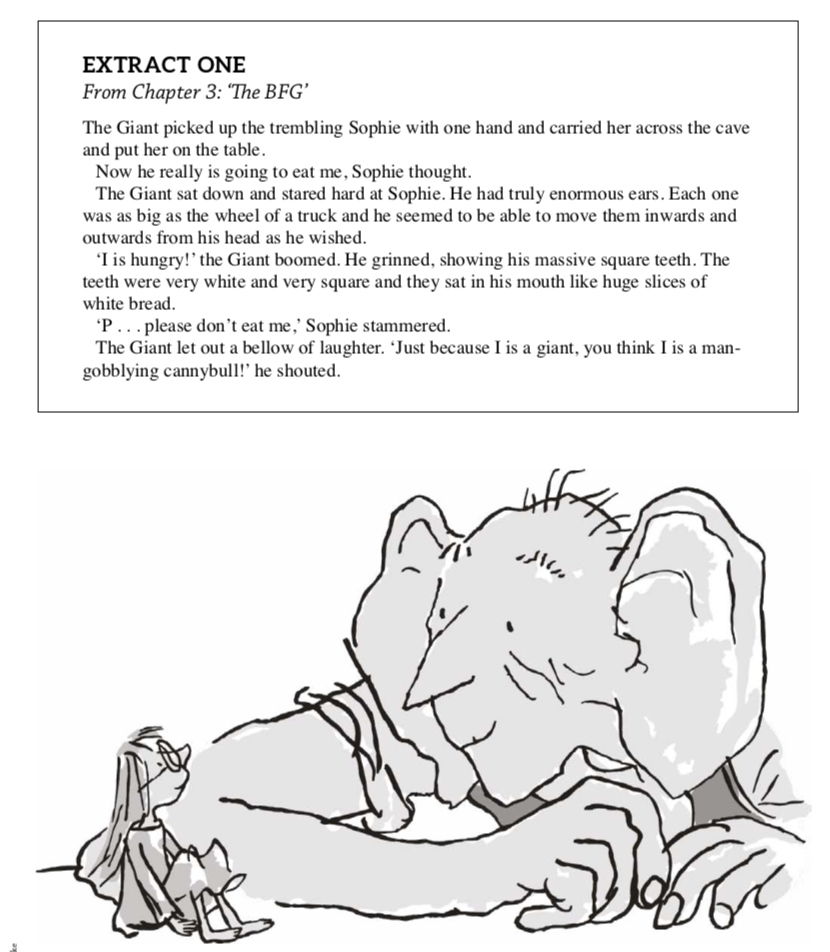 EXTRACT ONE
From Chapter 3: ‘The BFG’
The Giant picked up the trembling Sophie with one hand and carried her across the cave
and put her on the table.
Now he really is going to eat me, Sophie thought.
The Giant sat down and stared hard at Sophie. He had truly enormous ears. Each one
was as big as the wheel of a truck and he seemed to be able to move them inwards and
outwards from his head as he wished.
‘I is hungry!’ the Giant boomed. He grinned, showing his massive square teeth. The
teeth were very white and very square and they sat in his mouth like huge slices of
white bread.
‘P . . . please don’t eat me,’ Sophie stammered.
The Giant let out a bellow of laughter. ‘Just because I is a giant, you think I is a man-
gobblying cannybull!’ he shouted.